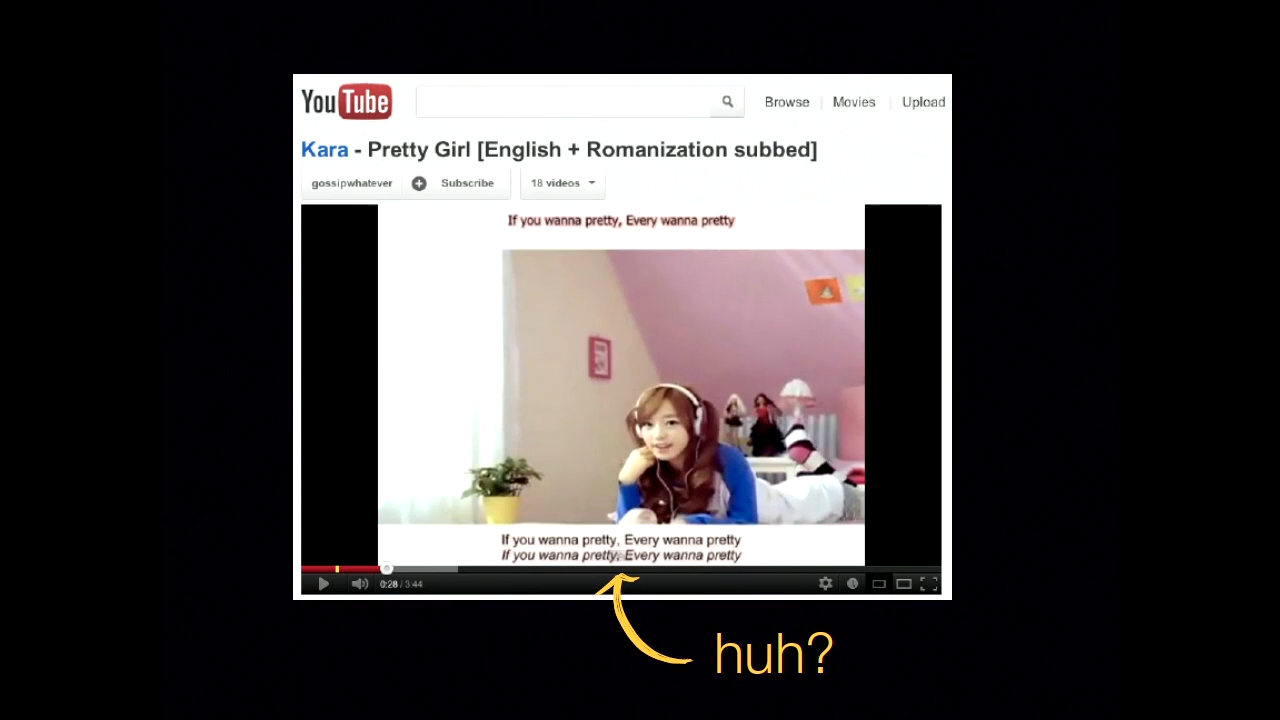 YouTube
Browse | Movies | Upload
Kara - Pretty Girl [English + Romanization subbed]
gossipwhatever Subscribe 18 videos
If you wanna pretty, Every wanna pretty
If you wanna pretty, Every wanna pretty
If you wanna pretty, Every wanna pretty
0:28 / 3:44
huh?